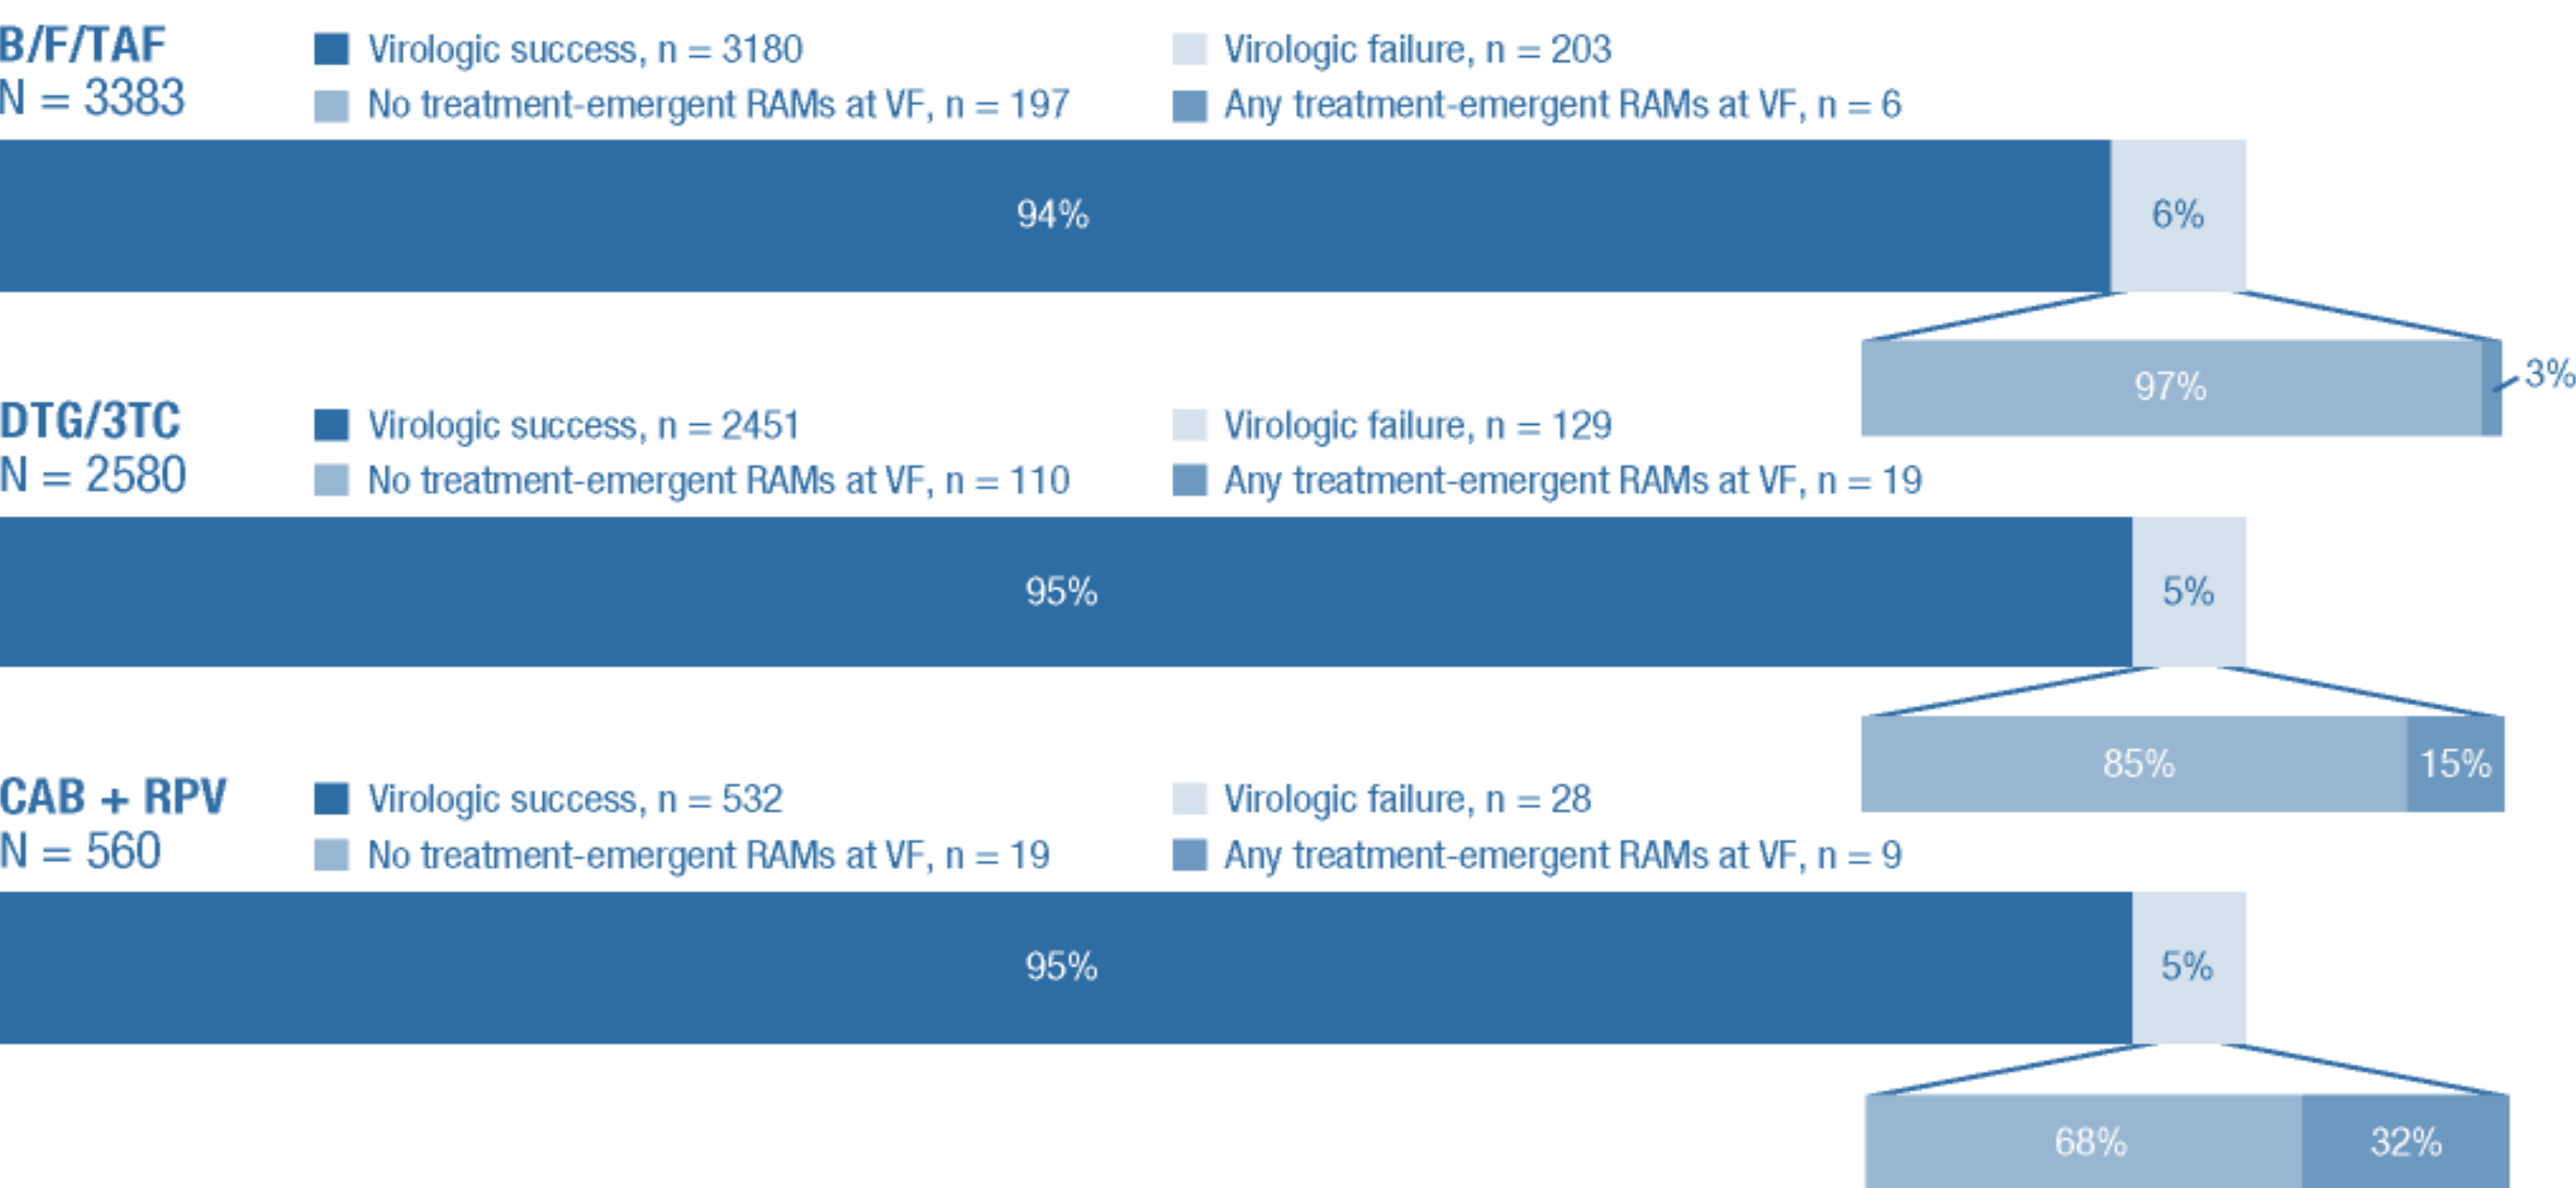 B/F/TAF
N = 3383
Virologic success, n = 3180
Virologic failure, n = 203
No treatment-emergent RAMs at VF, n = 197
Any treatment-emergent RAMs at VF, n = 6
94%
6%
97%
3%
DTG/3TC
N = 2580
Virologic success, n = 2451
Virologic failure, n = 129
No treatment-emergent RAMs at VF, n = 110
Any treatment-emergent RAMs at VF, n = 19
95%
5%
85%
15%
CAB + RPV
N = 560
Virologic success, n = 532
Virologic failure, n = 28
No treatment-emergent RAMs at VF, n = 19
Any treatment-emergent RAMs at VF, n = 9
95%
5%
68%
32%